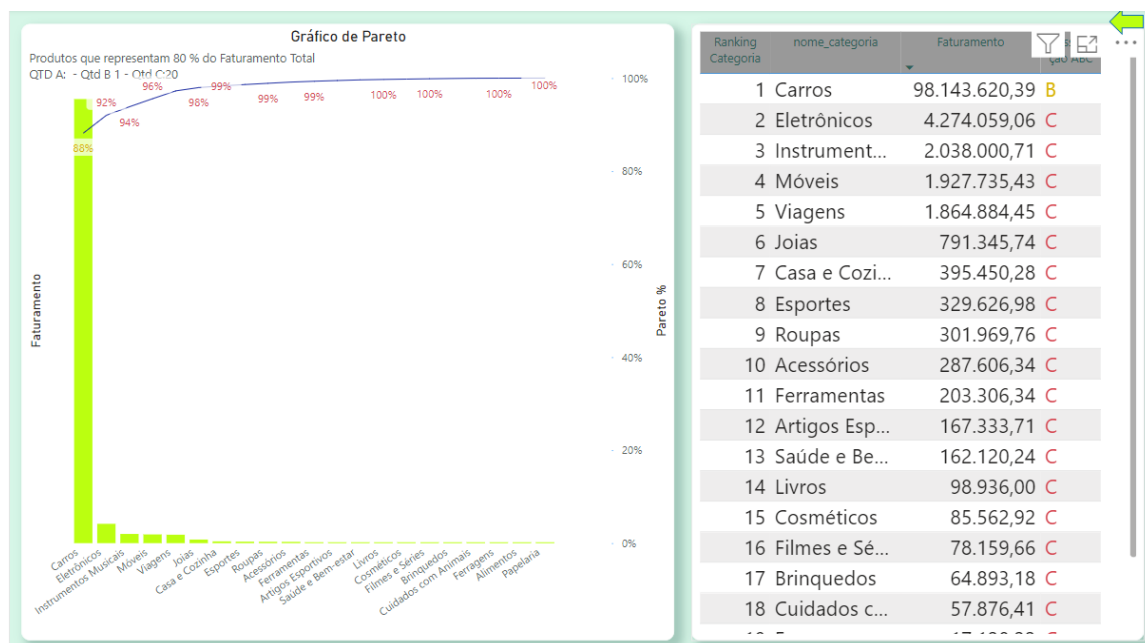 Gráfico de Pareto
Produtos que representam 80 % do Faturamento Total
QTD A: - Qtd B 1 - Qtd C:20
88%
92%
94%
96%
98%
99%
99%
99%
100%
100%
100%
100%
100%
80%
60%
40%
20%
0%
Faturamento
Pareto %
Carros
Eletrônicos
Instrumentos Musicais
Móveis
Viagens
Joias
Casa e Cozinha
Esportes
Roupas
Acessórios
Ferramentas
Artigos Esportivos
Saúde e Bem-estar
Livros
Cosméticos
Filmes e Séries
Brinquedos
Cuidados com Animais
Ferragens
Alimentos
Papelaria
Ranking Categoria nome_categoria Faturamento ção ABC
1 Carros 98.143.620,39 B
2 Eletrônicos 4.274.059,06 C
3 Instrument... 2.038.000,71 C
4 Móveis 1.927.735,43 C
5 Viagens 1.864.884,45 C
6 Joias 791.345,74 C
7 Casa e Cozi... 395.450,28 C
8 Esportes 329.626,98 C
9 Roupas 301.969,76 C
10 Acessórios 287.606,34 C
11 Ferramentas 203.306,34 C
12 Artigos Esp... 167.333,71 C
13 Saúde e Be... 162.120,24 C
14 Livros 98.936,00 C
15 Cosméticos 85.562,92 C
16 Filmes e Sé... 78.159,66 C
17 Brinquedos 64.893,18 C
18 Cuidados c... 57.876,41 C